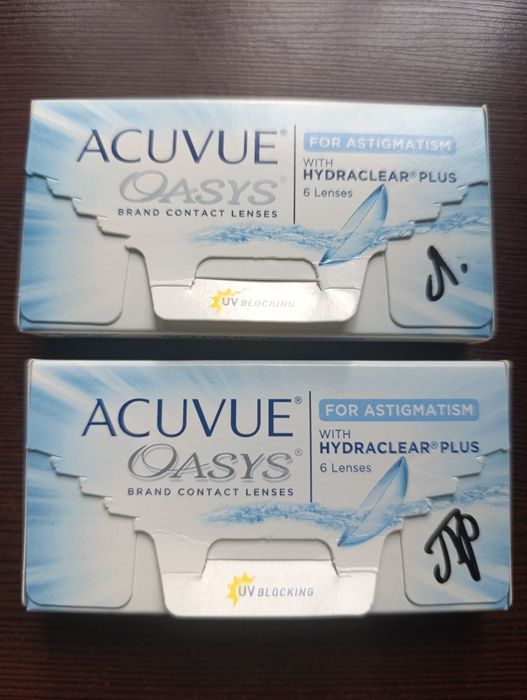 ACUVUE®
OASYS®
BRAND CONTACT LENSES
FOR ASTIGMATISM
WITH
HYDRACLEAR® PLUS
6 Lenses
UV BLOCKING
Л.
ACUVUE®
OASYS®
BRAND CONTACT LENSES
FOR ASTIGMATISM
WITH
HYDRACLEAR® PLUS
6 Lenses
UV BLOCKING
Пр